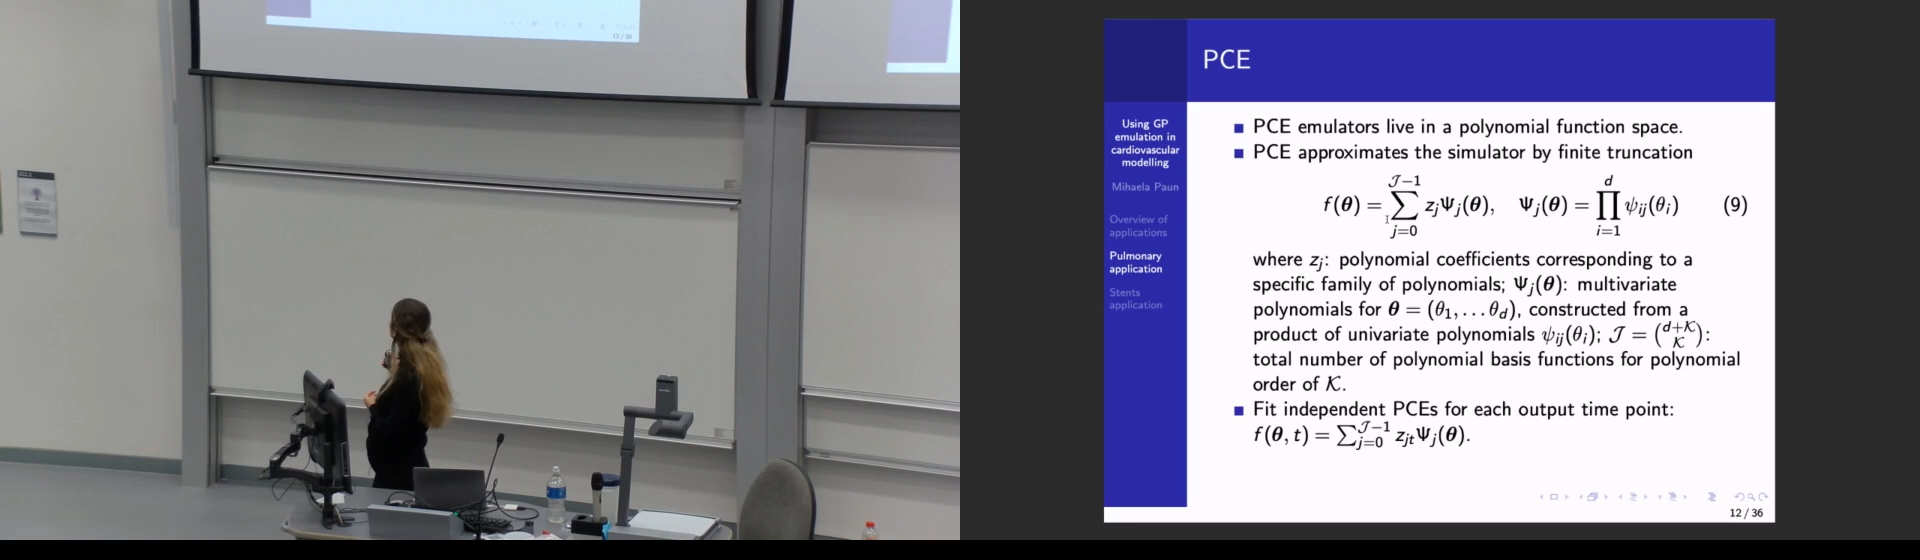 12 / 36
PCE
Using GP
emulation in
cardiovascular
modelling
Mihaela Paun
Overview of
applications
Pulmonary
application
Stents
application
PCE emulators live in a polynomial function space.
PCE approximates the simulator by finite truncation
f(θ) = ∑_{j=0}^{𝒥−1} z_jΨ_j(θ), Ψ_j(θ) = ∏_{i=1}^{d} ψ_{ij}(θ_i) (9)
where z_j: polynomial coefficients corresponding to a
specific family of polynomials; Ψ_j(θ): multivariate
polynomials for θ = (θ_1, . . . θ_d), constructed from a
product of univariate polynomials ψ_{ij}(θ_i); 𝒥 = (d+𝒦 𝒦):
total number of polynomial basis functions for polynomial
order of 𝒦.
Fit independent PCEs for each output time point:
f(θ, t) = ∑_{j=0}^{𝒥−1} z_{jt}Ψ_j(θ).
12 / 36